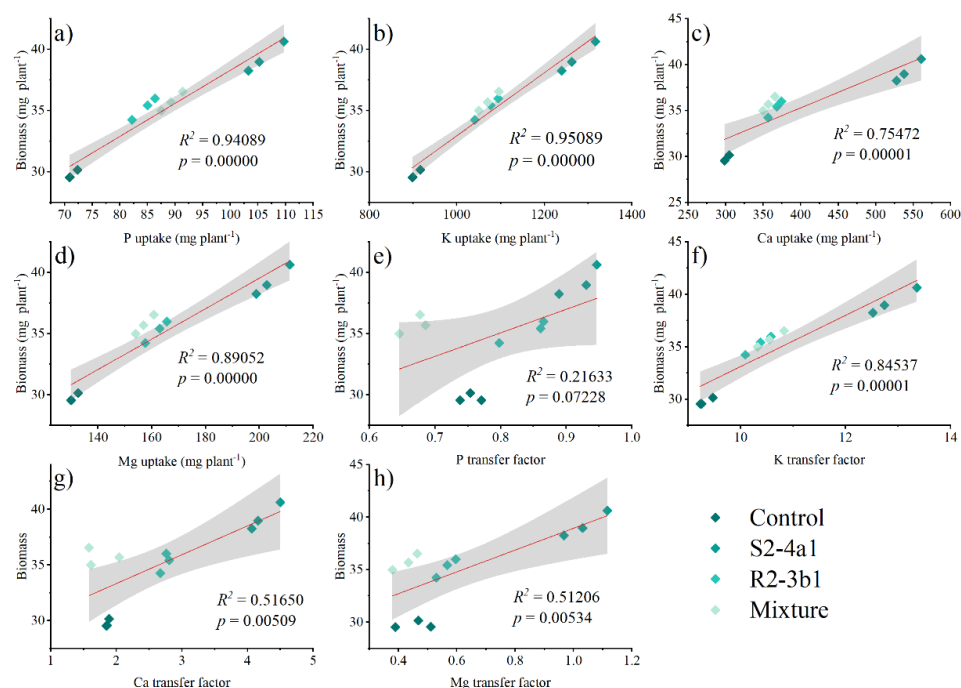 a)
Biomass (mg plant⁻¹)
40
35
30
R² = 0.94089
p = 0.00000
70 75 80 85 90 95 100 105 110 115
P uptake (mg plant⁻¹)
b)
Biomass (mg plant⁻¹)
40
35
30
R² = 0.95089
p = 0.00000
800 1000 1200 1400
K uptake (mg plant⁻¹)
c)
Biomass (mg plant⁻¹)
45
40
35
30
25
R² = 0.75472
p = 0.00001
250 300 350 400 450 500 550 600
Ca uptake (mg plant⁻¹)
d)
Biomass (mg plant⁻¹)
40
35
30
R² = 0.89052
p = 0.00000
140 160 180 200 220
Mg uptake (mg plant⁻¹)
e)
Biomass (mg plant⁻¹)
40
35
30
R² = 0.21633
p = 0.07228
0.6 0.7 0.8 0.9 1.0
P transfer factor
f)
Biomass (mg plant⁻¹)
45
40
35
30
R² = 0.84537
p = 0.00001
10 12 14
K transfer factor
g)
Biomass
40
35
30
R² = 0.51650
p = 0.00509
1 2 3 4 5
Ca transfer factor
h)
Biomass
45
40
35
30
R² = 0.51206
p = 0.00534
0.4 0.6 0.8 1.0 1.2
Mg transfer factor
Control
S2-4a1
R2-3b1
Mixture